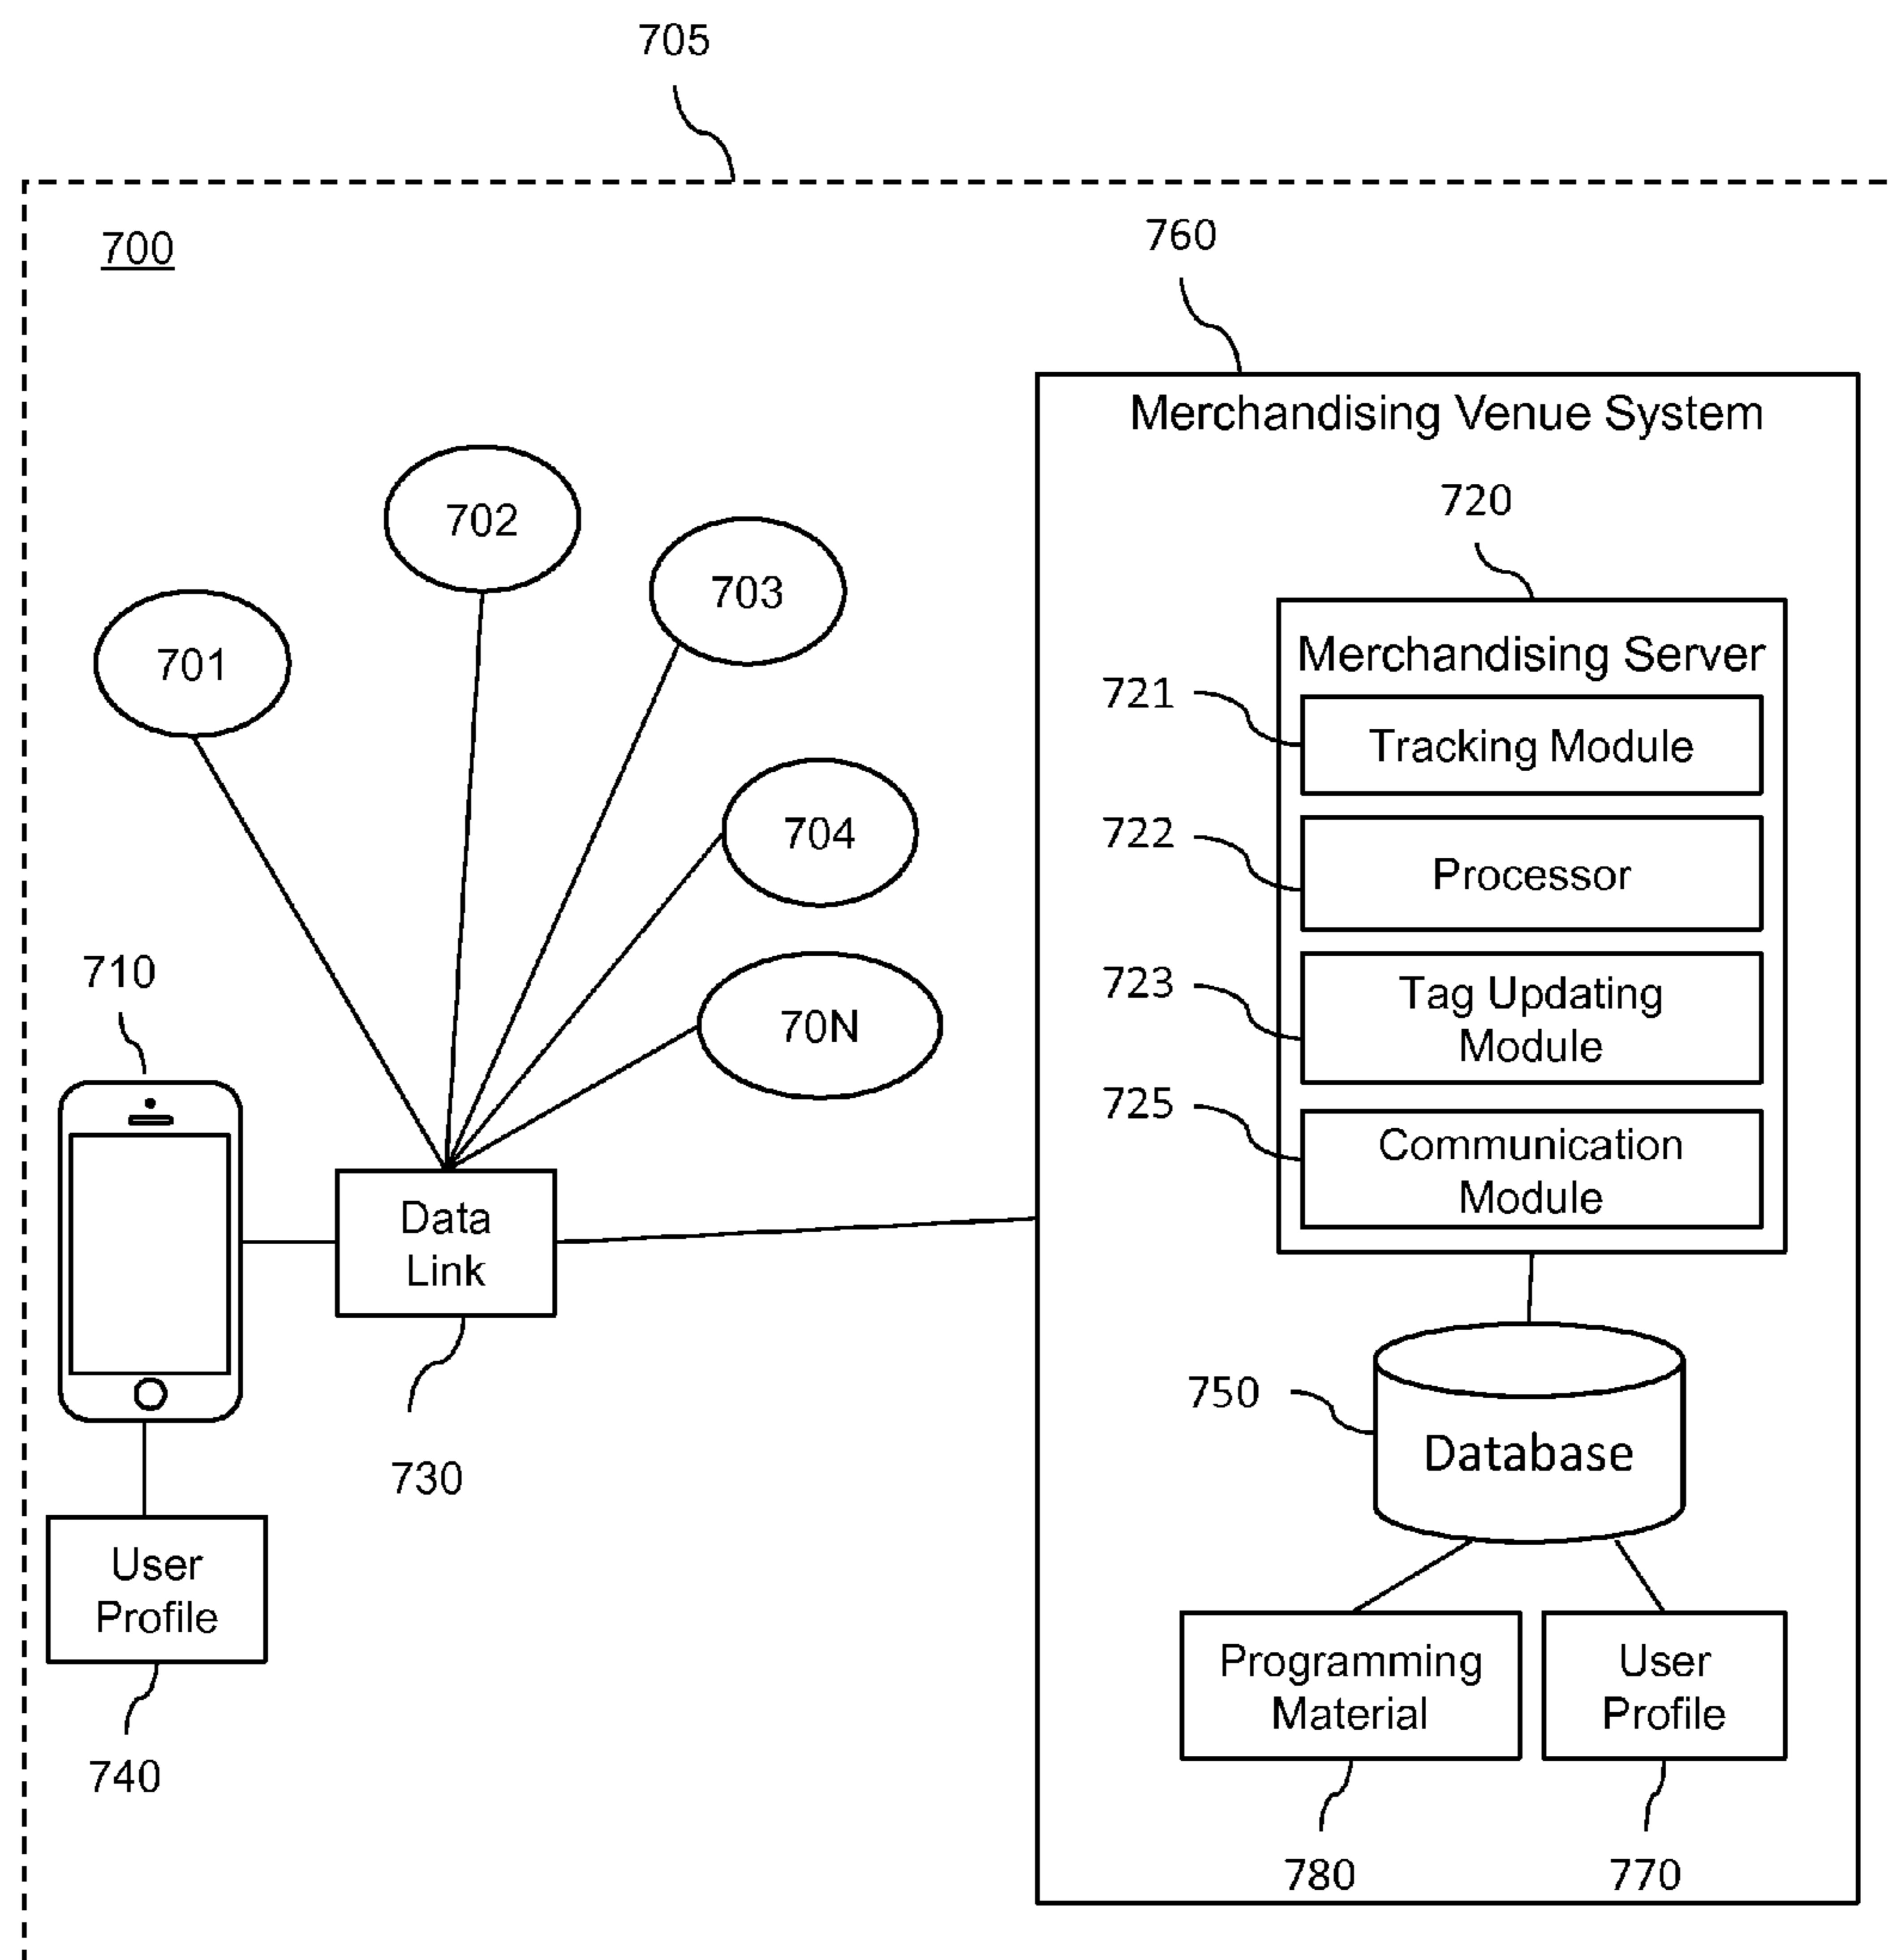 705
700
760
Merchandising Venue System
720
702
703
701
Merchandising Server
721
Tracking Module
704
722
Processor
710
70N
723
Tag Updating
Module
725
Communication
Module
Data
Link
750
Database
730
User
Profile
Programming
Material
User
Profile
740
780
770